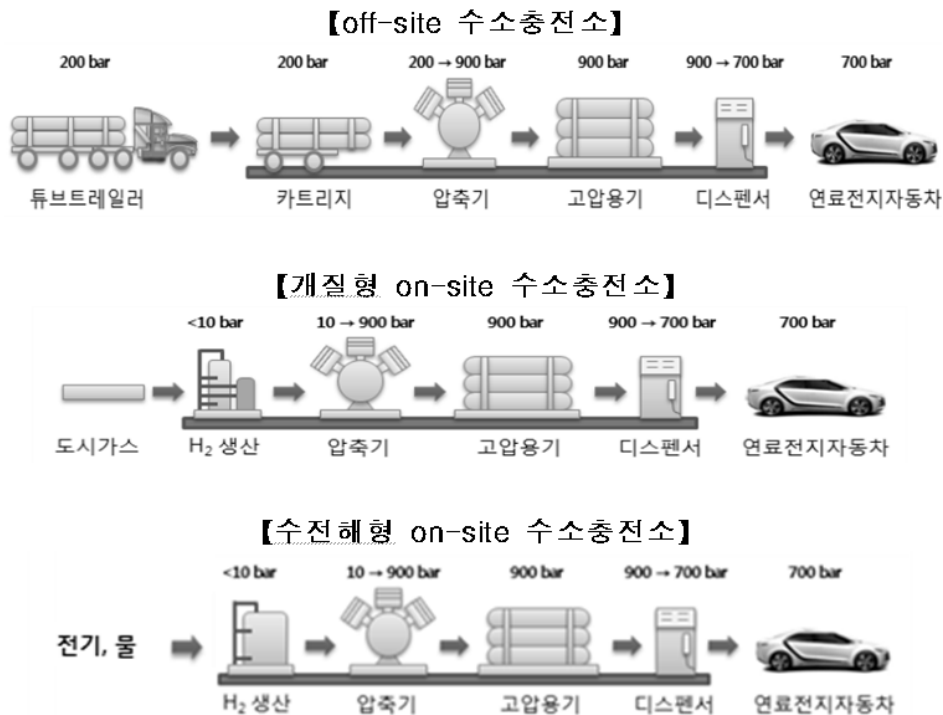 【off-site 수소충전소】
200 bar 200 bar 200 → 900 bar 900 bar 900 → 700 bar 700 bar
튜브트레일러 카트리지 압축기 고압용기 디스펜서 연료전지자동차
【개질형 on-site 수소충전소】
<10 bar 10 → 900 bar 900 bar 900 → 700 bar 700 bar
도시가스 H₂ 생산 압축기 고압용기 디스펜서 연료전지자동차
【수전해형 on-site 수소충전소】
<10 bar 10 → 900 bar 900 bar 900 → 700 bar 700 bar
전기, 물
H₂ 생산 압축기 고압용기 디스펜서 연료전지자동차